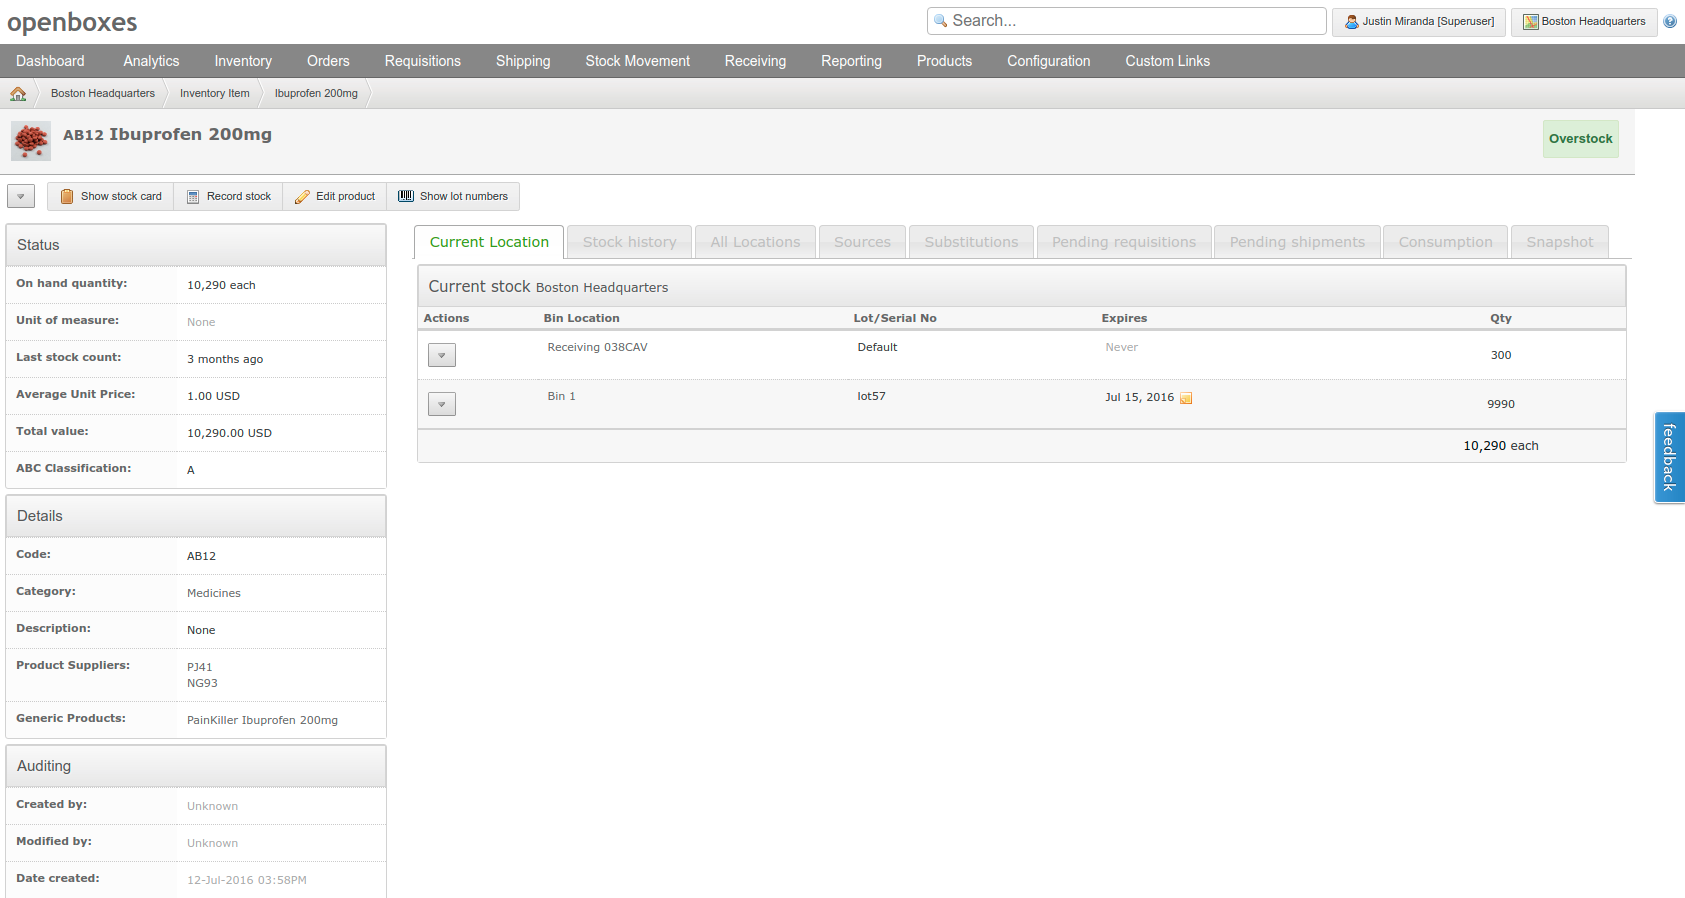 openboxes
Search...
Justin Miranda [Superuser]
Boston Headquarters
Dashboard Analytics Inventory Orders Requisitions Shipping Stock Movement Receiving Reporting Products Configuration Custom Links
Boston Headquarters Inventory Item Ibuprofen 200mg
AB12 Ibuprofen 200mg
Overstock
Show stock card Record stock Edit product Show lot numbers
Status
On hand quantity: 10,290 each
Unit of measure: None
Last stock count: 3 months ago
Average Unit Price: 1.00 USD
Total value: 10,290.00 USD
ABC Classification: A
Details
Code: AB12
Category: Medicines
Description: None
Product Suppliers: PJ41
NG93
Generic Products: PainKiller Ibuprofen 200mg
Auditing
Created by: Unknown
Modified by: Unknown
Date created: 12-Jul-2016 03:58PM
Current Location Stock history All Locations Sources Substitutions Pending requisitions Pending shipments Consumption Snapshot
Current stock Boston Headquarters
Actions Bin Location Lot/Serial No Expires Qty
Receiving 038CAV Default Never 300
Bin 1 lot57 Jul 15, 2016 9990
10,290 each
feedback